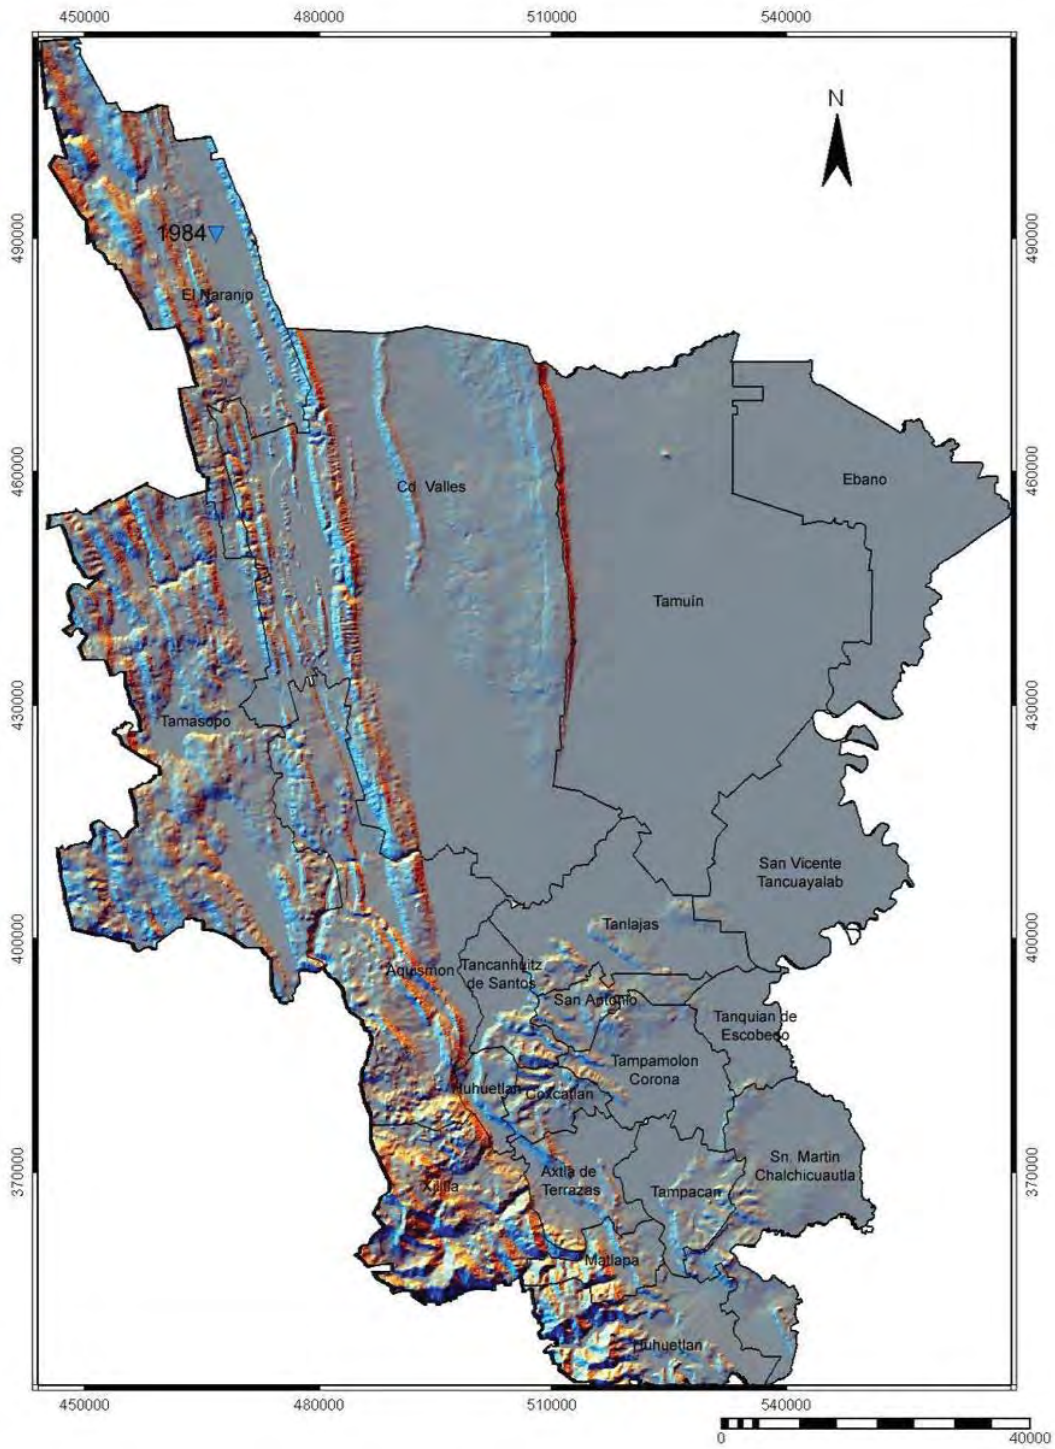 450000
480000
510000
540000
N
490000
1984
490000
El Naranjo
460000
Cd. Valles
Ebano
460000
Tamuin
430000
Tamasopo
430000
San Vicente
Tancuayalab
Tanlajas
400000
400000
Aquismon
Tancanhuitz
de Santos
San Antonio
Tanquian de
Escobedo
Tampamolon
Corona
Huhuetlan
Coxcatlan
370000
Xilitla
Axtla de
Terrazas
Tampacan
Sn. Martin
Chalchicuautla
370000
Matlapa
Huhuetlan
450000
480000
510000
540000
0
40000